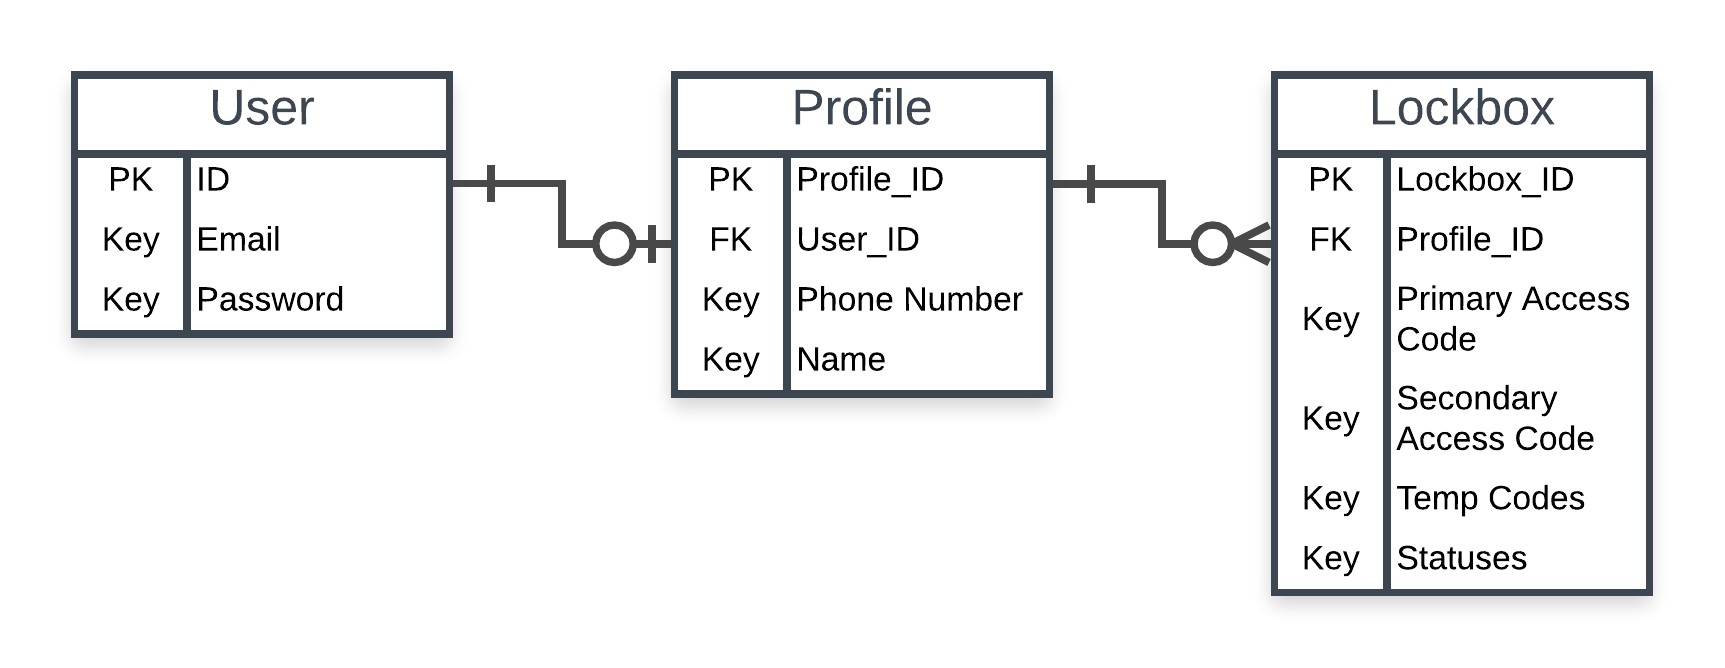 User
PK ID
Key Email
Key Password
Profile
PK Profile_ID
FK User_ID
Key Phone Number
Key Name
Lockbox
PK Lockbox_ID
FK Profile_ID
Key Primary Access
Code
Key Secondary
Access Code
Key Temp Codes
Key Statuses